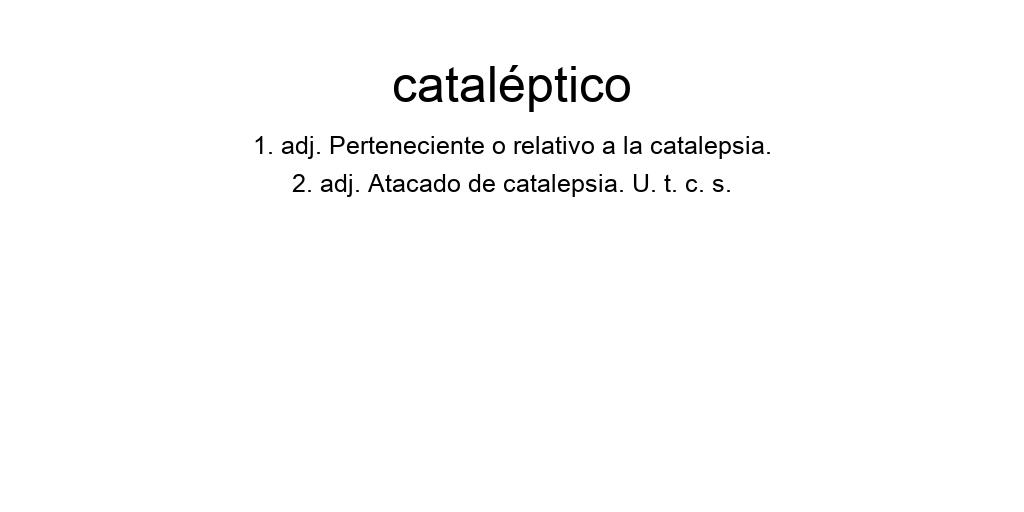 cataléptico
1. adj. Perteneciente o relativo a la catalepsia.
2. adj. Atacado de catalepsia. U. t. c. s.